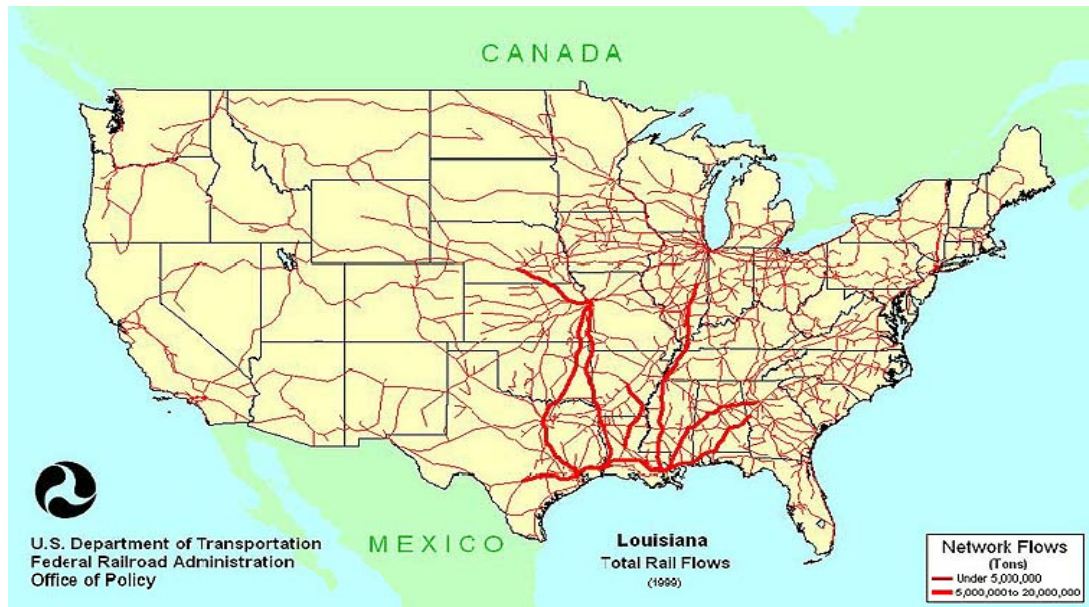 CANADA
MEXICO
U.S. Department of Transportation
Federal Railroad Administration
Office of Policy
Louisiana
Total Rail Flows
(1999)
Network Flows
(Tons)
Under 5,000,000
5,000,000 to 20,000,000